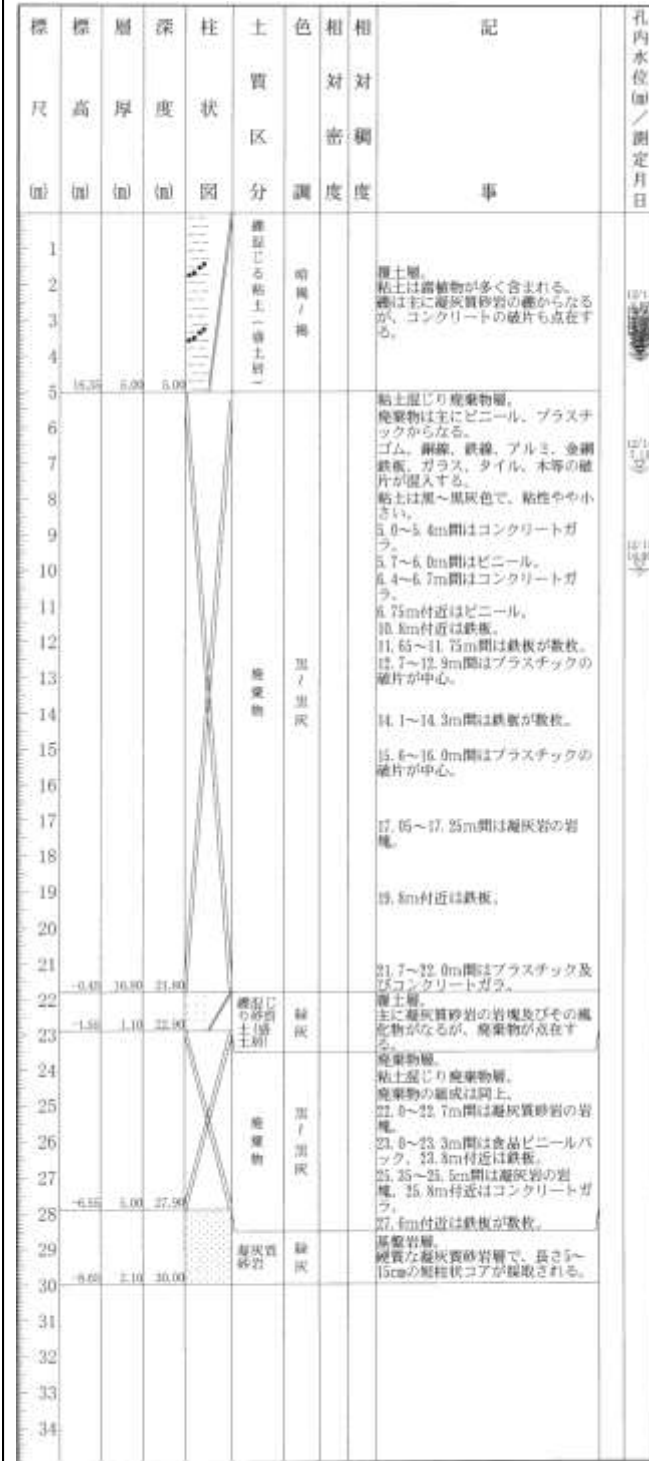 標尺(m)
標高(m)
層厚(m)
深度(m)
柱状図
土質区分
色調
相対密度
相対稠度
記事
孔内水位(m)/測定月日
1
2
3
4
5
6
7
8
9
10
11
12
13
14
15
16
17
18
19
20
21
22
23
24
25
26
27
28
29
30
31
32
33
34
5.00 5.00
礫混じる粘土(盛土層)
暗褐~褐
覆土層。
粘土は腐植物が多く含まれる。
礫は主に凝灰質砂岩の礫からなる
が、コンクリートの破片も点在す
る。
21.80
廃棄物
黒~黒灰
粘土混じり廃棄物層。
廃棄物は主にビニール、プラスチ
ックからなる。
ゴム、銅線、鉄線、アルミ、金網
鉄板、ガラス、タイル、木等の破
片が混入する。
粘土は黒~黒灰色で、粘性やや小
さい。
5.0~5.4m間はコンクリートガ
ラ。
5.7~6.0m間はビニール。
6.4~6.7m間はコンクリートガ
ラ。
6.75m付近はビニール。
10.8m付近は鉄板。
11.65~11.75m間は鉄板が数枚。
12.7~12.9m間はプラスチックの
破片が中心。
14.1~14.3m間は鉄板が数枚。
15.6~16.0m間はプラスチックの
破片が中心。
17.05~17.25m間は凝灰岩の岩
塊。
19.8m付近は鉄板。
21.7~22.0m間はプラスチック及
びコンクリートガラ。
1.10 22.90
礫混じり砂質土(盛土層)
緑灰
覆土層。
主に凝灰質砂岩の岩塊及びその風
化物がなるが、廃棄物が点在す
る。
-6.55 5.00 27.90
廃棄物
黒~黒灰
廃棄物層。
粘土混じり廃棄物層。
廃棄物の組成は同上。
22.0~22.7m間は凝灰質砂岩の岩
塊。
23.0~23.3m間は食品ビニールパ
ック、23.8m付近は鉄板。
25.35~25.5cm間は凝灰岩の岩
塊、25.8m付近はコンクリートガ
ラ。
27.6m付近は鉄板が数枚。
2.10 30.00
凝灰質砂岩
緑灰
基盤岩層。
硬質な凝灰質砂岩層で、長さ5~
15cmの短柱状コアが採取される。